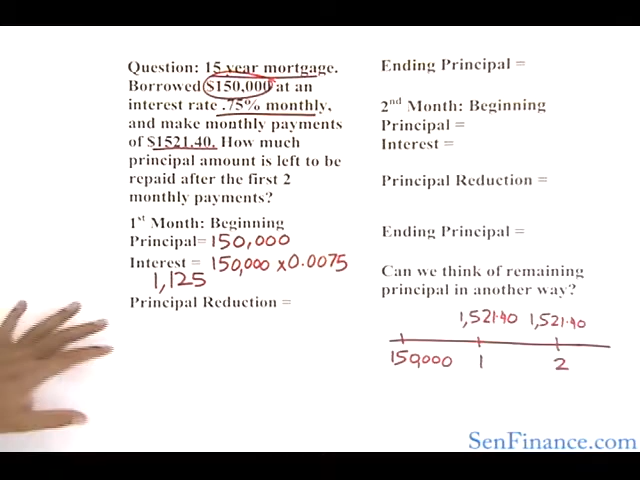 Question: 15 year mortgage.
Borrowed $150,000 at an
interest rate .75% monthly,
and make monthly payments
of $1521.40. How much
principal amount is left to be
repaid after the first 2
monthly payments?
1st Month: Beginning
Principal= 150,000
Interest = 150,000 x 0.0075
1,125
Principal Reduction =
Ending Principal =
2nd Month: Beginning
Principal =
Interest =
Principal Reduction =
Ending Principal =
Can we think of remaining
principal in another way?
1,521.40 1,521.40
150,000 1 2
SenFinance.com